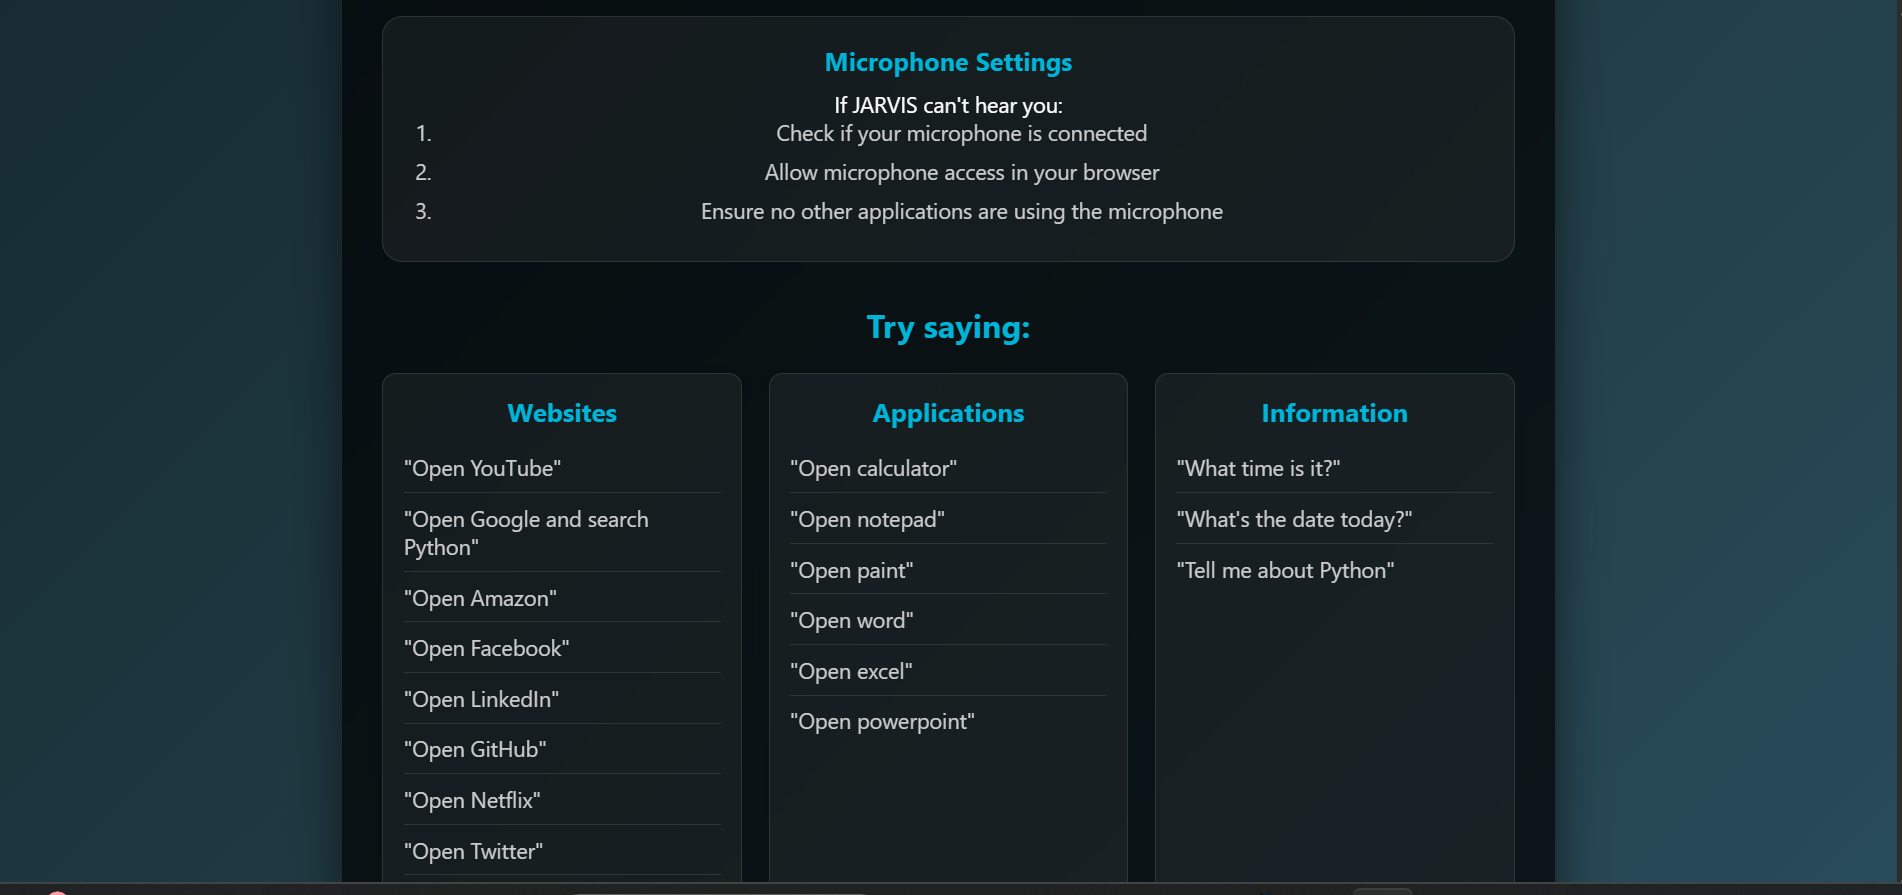 Microphone Settings
If JARVIS can't hear you:
1. Check if your microphone is connected
2. Allow microphone access in your browser
3. Ensure no other applications are using the microphone
Try saying:
Websites
"Open YouTube"
"Open Google and search
Python"
"Open Amazon"
"Open Facebook"
"Open LinkedIn"
"Open GitHub"
"Open Netflix"
"Open Twitter"
Applications
"Open calculator"
"Open notepad"
"Open paint"
"Open word"
"Open excel"
"Open powerpoint"
Information
"What time is it?"
"What's the date today?"
"Tell me about Python"